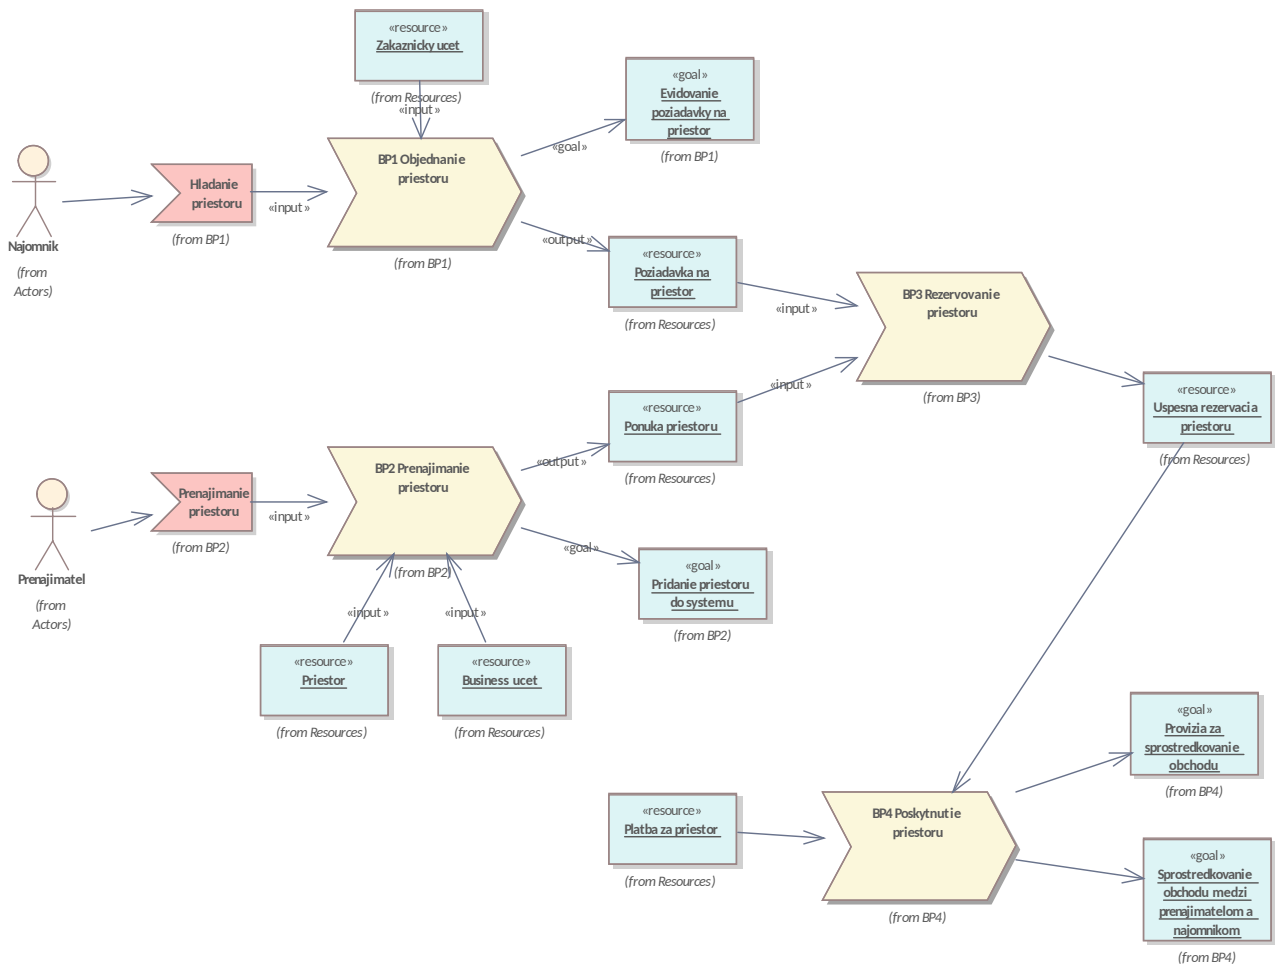 «resource»
Zakaznicky ucet
(from Resources)
«input»
«goal»
Evidovanie
poziadavky na
priestor
(from BP1)
«goal»
BP1 Objednanie
priestoru
(from BP1)
Hladanie
priestoru
(from BP1)
«input»
Najomnik
(from
Actors)
«output»
«resource»
Poziadavka na
priestor
(from Resources)
«input»
BP3 Rezervovanie
priestoru
(from BP3)
«resource»
Uspesna rezervacia
priestoru
(from Resources)
«resource»
Ponuka priestoru
(from Resources)
«input»
«output»
BP2 Prenajimanie
priestoru
(from BP2)
Prenajimanie
priestoru
(from BP2)
«input»
Prenajimatel
(from
Actors)
«goal»
«goal»
Pridanie priestoru
do systemu
(from BP2)
«input»
«input»
«resource»
Priestor
(from Resources)
«resource»
Business ucet
(from Resources)
«goal»
Provizia za
sprostredkovanie
obchodu
(from BP4)
«resource»
Platba za priestor
(from Resources)
BP4 Poskytnutie
priestoru
(from BP4)
«goal»
Sprostredkovanie
obchodu medzi
prenajimatelom a
najomnikom
(from BP4)